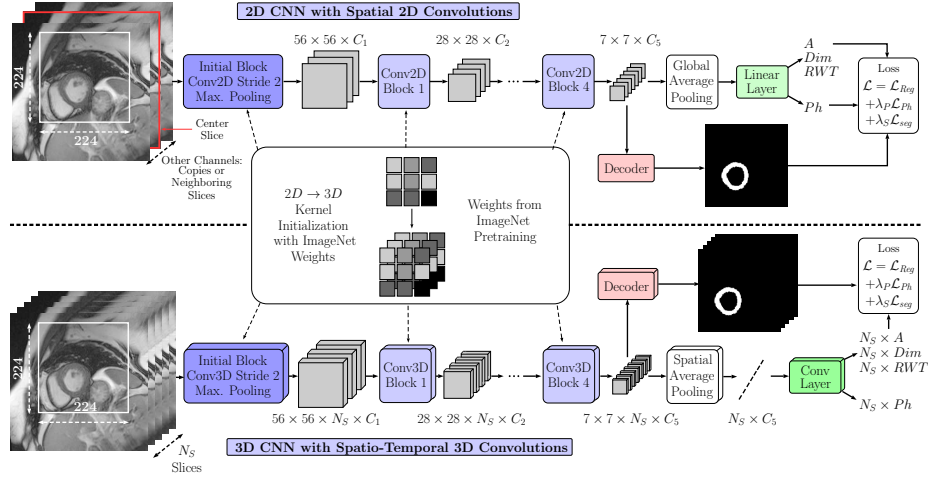 2D CNN with Spatial 2D Convolutions
56 × 56 × C1
28 × 28 × C2
7 × 7 × C5
224
224
Initial Block
Conv2D Stride 2
Max. Pooling
Conv2D
Block 1
...
Conv2D
Block 4
Global
Average
Pooling
Linear
Layer
A
Dim
RWT
Ph
Loss
ℒ = ℒReg
+λPℒPh
+λSℒseg
Center
Slice
Other Channels:
Copies or
Neighboring
Slices
Decoder
2D → 3D
Kernel
Initialization
with ImageNet
Weights
Weights from
ImageNet
Pretraining
Decoder
Loss
ℒ = ℒReg
+λPℒPh
+λSℒseg
224
224
Initial Block
Conv3D Stride 2
Max. Pooling
Conv3D
Block 1
...
Conv3D
Block 4
Spatial
Average
Pooling
Conv
Layer
NS × A
NS × Dim
NS × RWT
NS × Ph
56 × 56 × NS × C1
28 × 28 × NS × C2
7 × 7 × NS × C5
NS × C5
NS
Slices
3D CNN with Spatio-Temporal 3D Convolutions